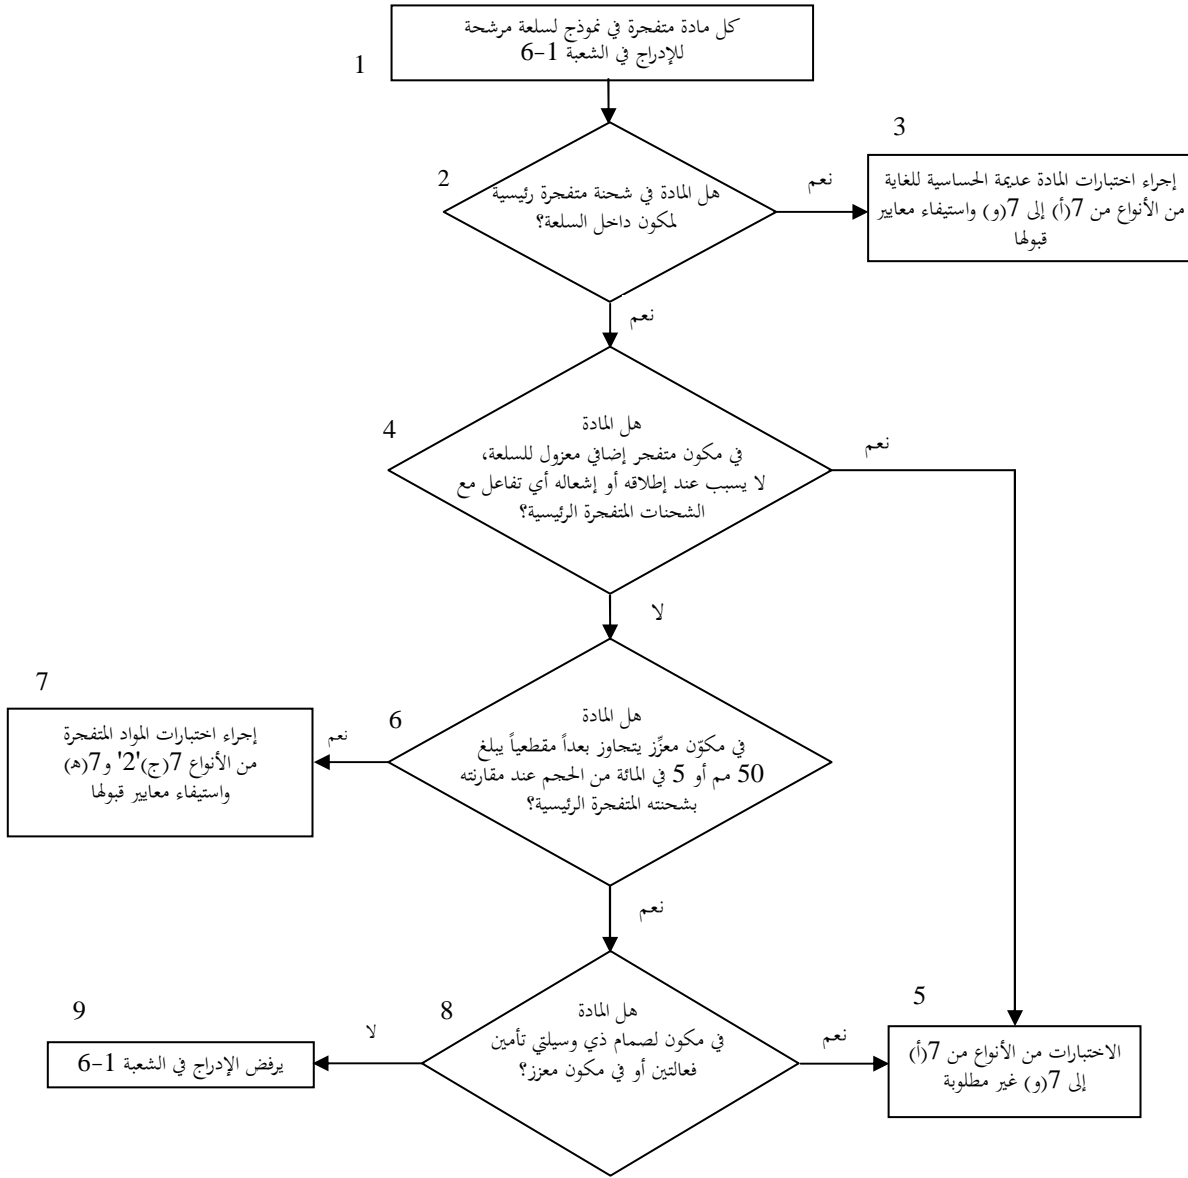 1
كل مادة متفجرة في نموذج لسلعة مرشحة
للإدراج في الشعبة 1-6
2
هل المادة في شحنة متفجرة رئيسية
لمكون داخل السلعة؟
نعم
3
إجراء اختبارات المادة عديمة الحساسية للغاية
من الأنواع من 7(أ) إلى 7(و) واستيفاء معايير
قبولها
نعم
4
هل المادة
في مكون متفجر إضافي معزول للسلعة،
لا يسبب عند إطلاقه أو إشعاله أي تفاعل مع
الشحنات المتفجرة الرئيسية؟
نعم
لا
5
الاختبارات من الأنواع من 7(أ)
إلى 7(و) غير مطلوبة
6
هل المادة
في مكوّن معزِّز يتجاوز بعداً مقطعياً يبلغ
50 مم أو 5 في المائة من الحجم عند مقارنته
بشحنته المتفجرة الرئيسية؟
نعم
7
إجراء اختبارات المواد المتفجرة
من الأنواع 7(ج)'2' و7(ﻫ)
واستيفاء معايير قبولها
نعم
8
هل المادة
في مكون لصمام ذي وسيلتي تأمين
فعالتين أو في مكون معزز؟
نعم
لا
9
يرفض الإدراج في الشعبة 1-6